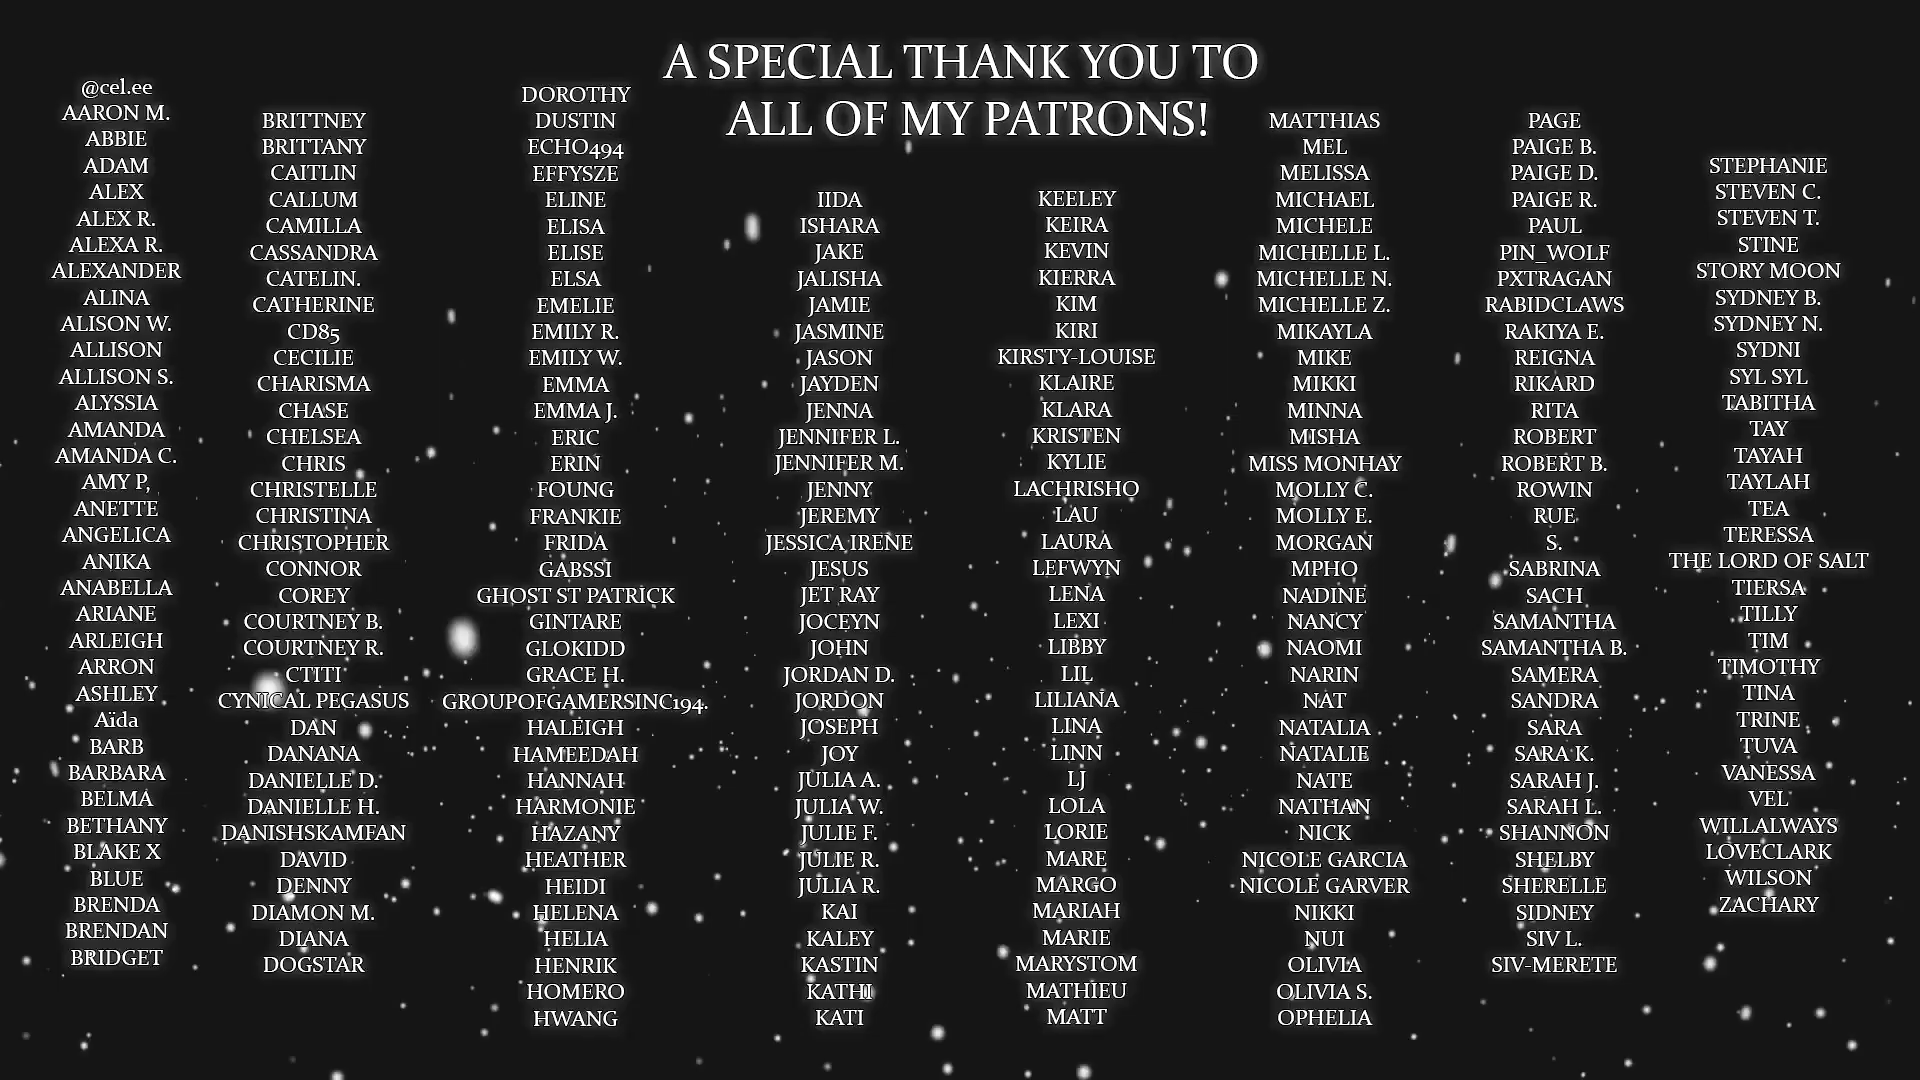 A SPECIAL THANK YOU TO
ALL OF MY PATRONS!
@cel.ee
AARON M.
ABBIE
ADAM
ALEX
ALEX R.
ALEXA R.
ALEXANDER
ALINA
ALISON W.
ALLISON
ALLISON S.
ALYSSIA
AMANDA
AMANDA C.
AMY P,
ANETTE
ANGELICA
ANIKA
ANABELLA
ARIANE
ARLEIGH
ARRON
ASHLEY
Aïda
BARB
BARBARA
BELMA
BETHANY
BLAKE X
BLUE
BRENDA
BRENDAN
BRIDGET
BRITTNEY
BRITTANY
CAITLIN
CALLUM
CAMILLA
CASSANDRA
CATELIN.
CATHERINE
CD85
CECILIE
CHARISMA
CHASE
CHELSEA
CHRIS
CHRISTELLE
CHRISTINA
CHRISTOPHER
CONNOR
COREY
COURTNEY B.
COURTNEY R.
CTITI
CYNICAL PEGASUS
DAN
DANANA
DANIELLE D.
DANIELLE H.
DANISHSKAMFAN
DAVID
DENNY
DIAMON M.
DIANA
DOGSTAR
DOROTHY
DUSTIN
ECHO494
EFFYSZE
ELINE
ELISA
ELISE
ELSA
EMELIE
EMILY R.
EMILY W.
EMMA
EMMA J.
ERIC
ERIN
FOUNG
FRANKIE
FRIDA
GABSSI
GHOST ST PATRICK
GINTARE
GLOKIDD
GRACE H.
GROUPOFGAMERSINC194.
HALEIGH
HAMEEDAH
HANNAH
HARMONIE
HAZANY
HEATHER
HEIDI
HELENA
HELIA
HENRIK
HOMERO
HWANG
IIDA
ISHARA
JAKE
JALISHA
JAMIE
JASMINE
JASON
JAYDEN
JENNA
JENNIFER L.
JENNIFER M.
JENNY
JEREMY
JESSICA IRENE
JESUS
JET RAY
JOCEYN
JOHN
JORDAN D.
JORDON
JOSEPH
JOY
JULIA A.
JULIA W.
JULIE F.
JULIE R.
JULIA R.
KAI
KALEY
KASTIN
KATHI
KATI
KEELEY
KEIRA
KEVIN
KIERRA
KIM
KIRI
KIRSTY-LOUISE
KLAIRE
KLARA
KRISTEN
KYLIE
LACHRISHO
LAU
LAURA
LEFWYN
LENA
LEXI
LIBBY
LIL
LILIANA
LINA
LINN
LJ
LOLA
LORIE
MARE
MARGO
MARIAH
MARIE
MARYSTOM
MATHIEU
MATT
MATTHIAS
MEL
MELISSA
MICHAEL
MICHELE
MICHELLE L.
MICHELLE N.
MICHELLE Z.
MIKAYLA
MIKE
MIKKI
MINNA
MISHA
MISS MONHAY
MOLLY C.
MOLLY E.
MORGAN
MPHO
NADINE
NANCY
NAOMI
NARIN
NAT
NATALIA
NATALIE
NATE
NATHAN
NICK
NICOLE GARCIA
NICOLE GARVER
NIKKI
NUI
OLIVIA
OLIVIA S.
OPHELIA
PAGE
PAIGE B.
PAIGE D.
PAIGE R.
PAUL
PIN_WOLF
PXTRAGAN
RABIDCLAWS
RAKIYA E.
REIGNA
RIKARD
RITA
ROBERT
ROBERT B.
ROWIN
RUE
S.
SABRINA
SACH
SAMANTHA
SAMANTHA B.
SAMERA
SANDRA
SARA
SARA K.
SARAH J.
SARAH L.
SHANNON
SHELBY
SHERELLE
SIDNEY
SIV L.
SIV-MERETE
STEPHANIE
STEVEN C.
STEVEN T.
STINE
STORY MOON
SYDNEY B.
SYDNEY N.
SYDNI
SYL SYL
TABITHA
TAY
TAYAH
TAYLAH
TEA
TERESSA
THE LORD OF SALT
TIERSA
TILLY
TIM
TIMOTHY
TINA
TRINE
TUVA
VANESSA
VEL
WILLALWAYS
LOVECLARK
WILSON
ZACHARY